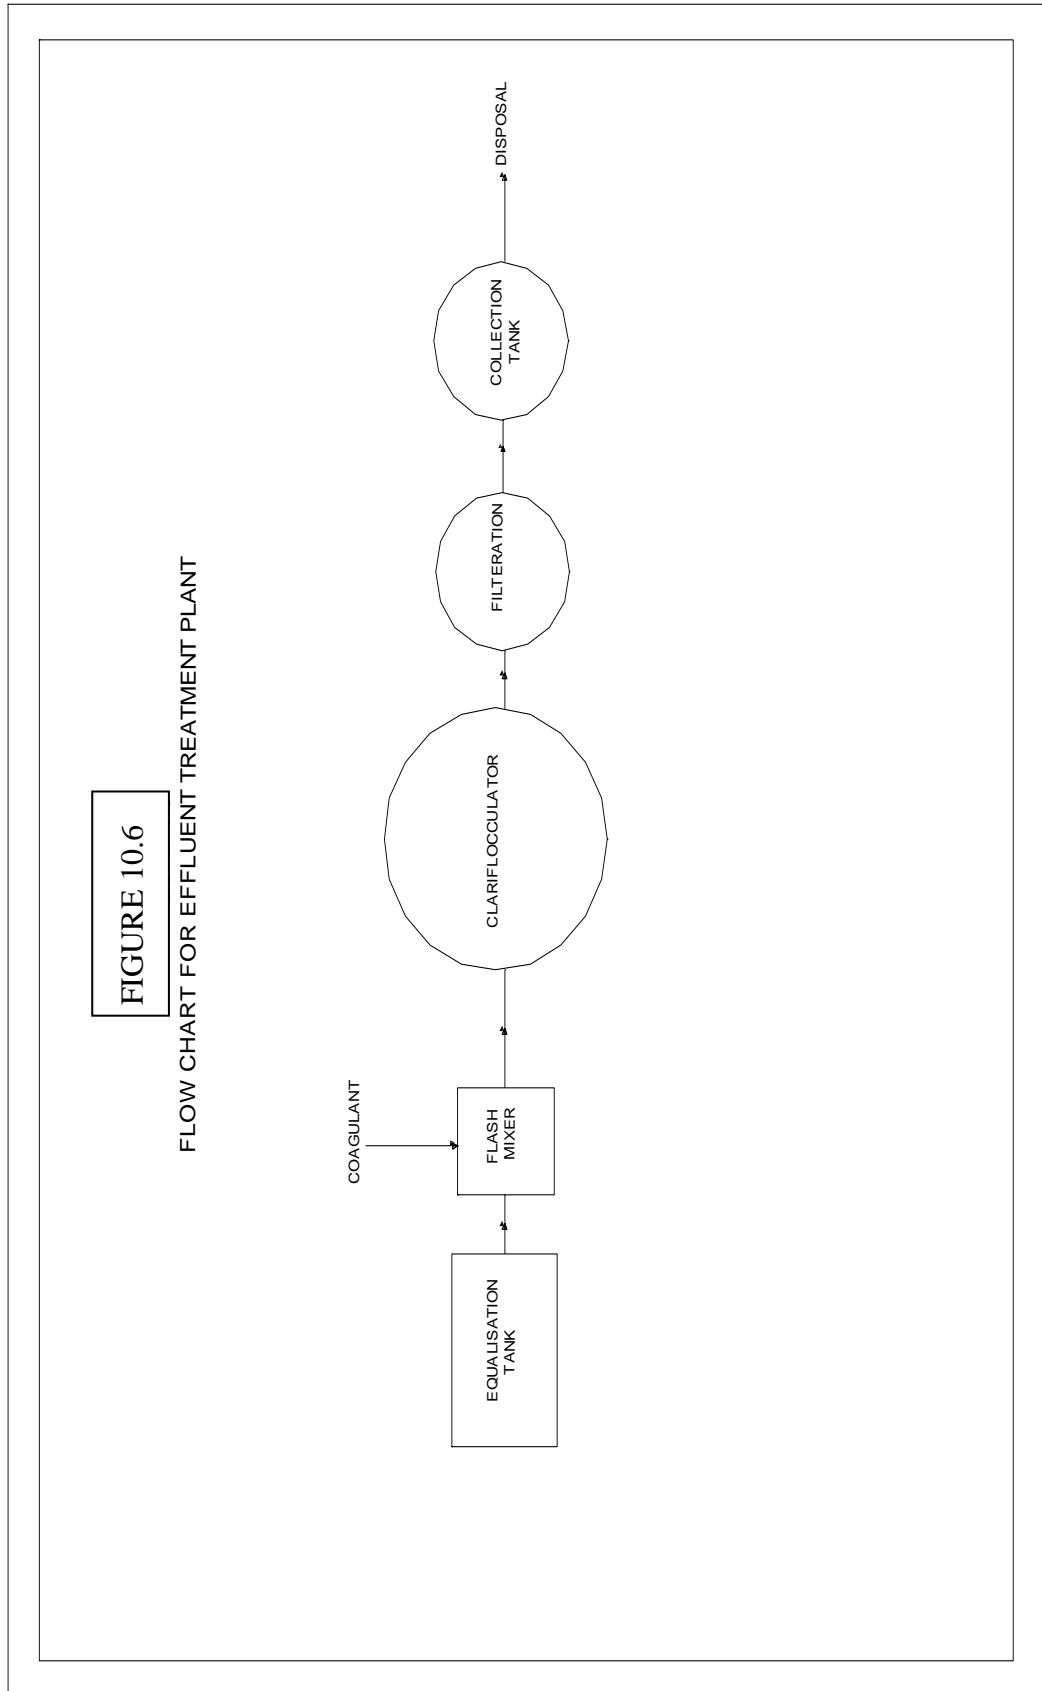 FIGURE 10.6
FLOW CHART FOR EFFLUENT TREATMENT PLANT
COAGULANT
EQUALISATION
TANK
FLASH
MIXER
CLARIFLOCCULATOR
FILTERATION
COLLECTION
TANK
DISPOSAL